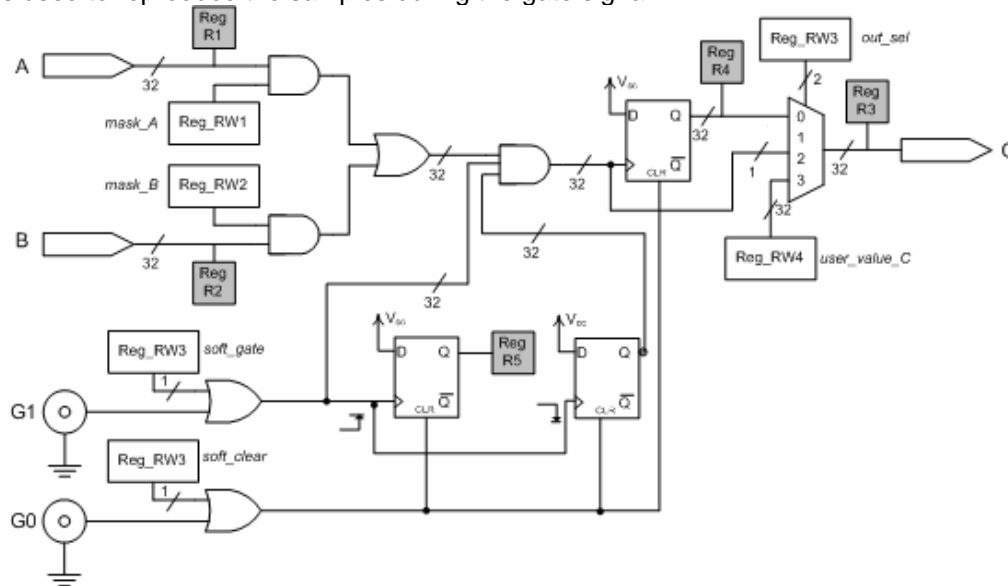 Reg
R1
A
32
mask_A
Reg_RW1
mask_B
Reg_RW2
B
32
Reg
R2
32
32
32
32
32
Vcc
D
Q
CLR
Q
32
Reg
R4
Reg_RW3
out_sel
2
0
1
2
3
1
32
Reg_RW4
user_value_C
Reg
R3
32
Reg_RW3
soft_gate
1
G1
Vcc
D
Q
CLR
Q
Reg
R5
Vcc
D
Q
CLR
Q
Reg_RW3
soft_clear
1
G0